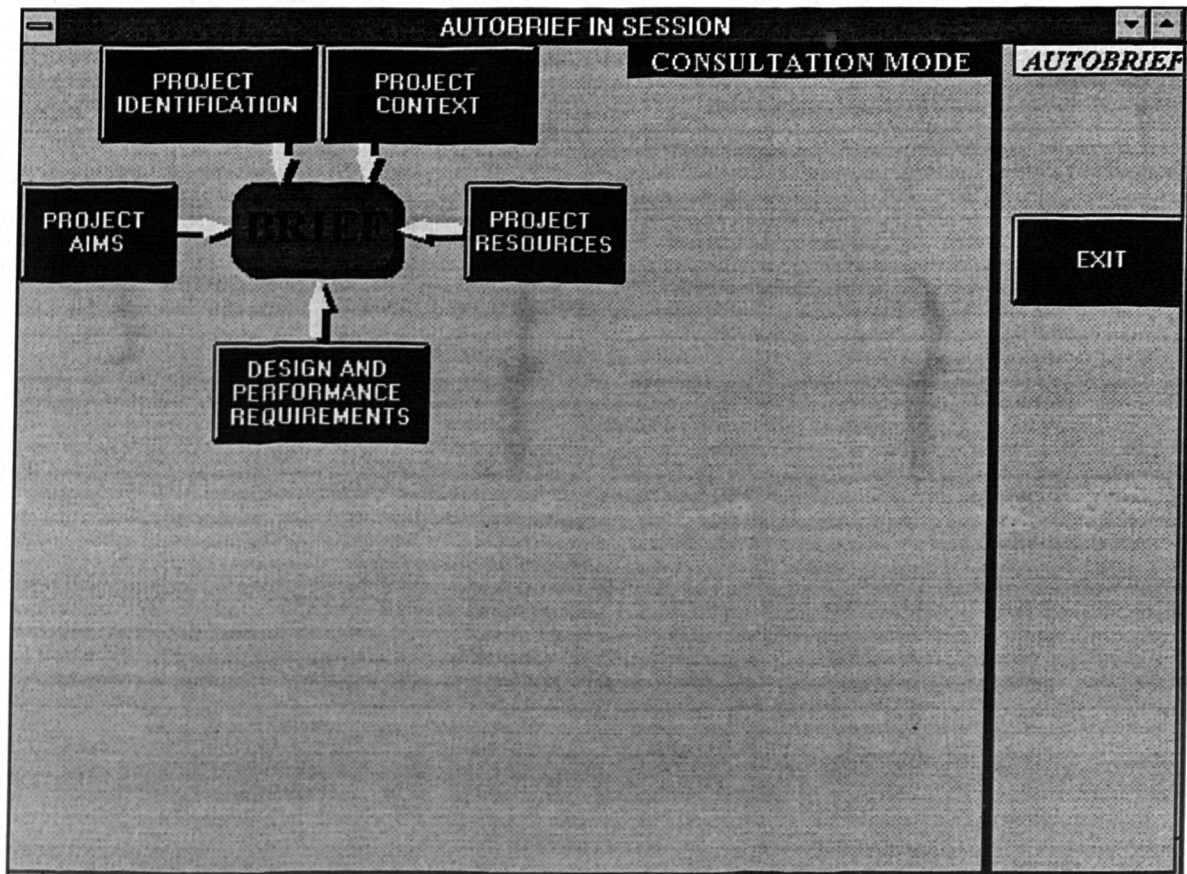 AUTOBRIEF IN SESSION
CONSULTATION MODE
AUTOBRIEF
PROJECT
IDENTIFICATION
PROJECT
CONTEXT
PROJECT
AIMS
BRIEF
PROJECT
RESOURCES
EXIT
DESIGN AND
PERFORMANCE
REQUIREMENTS